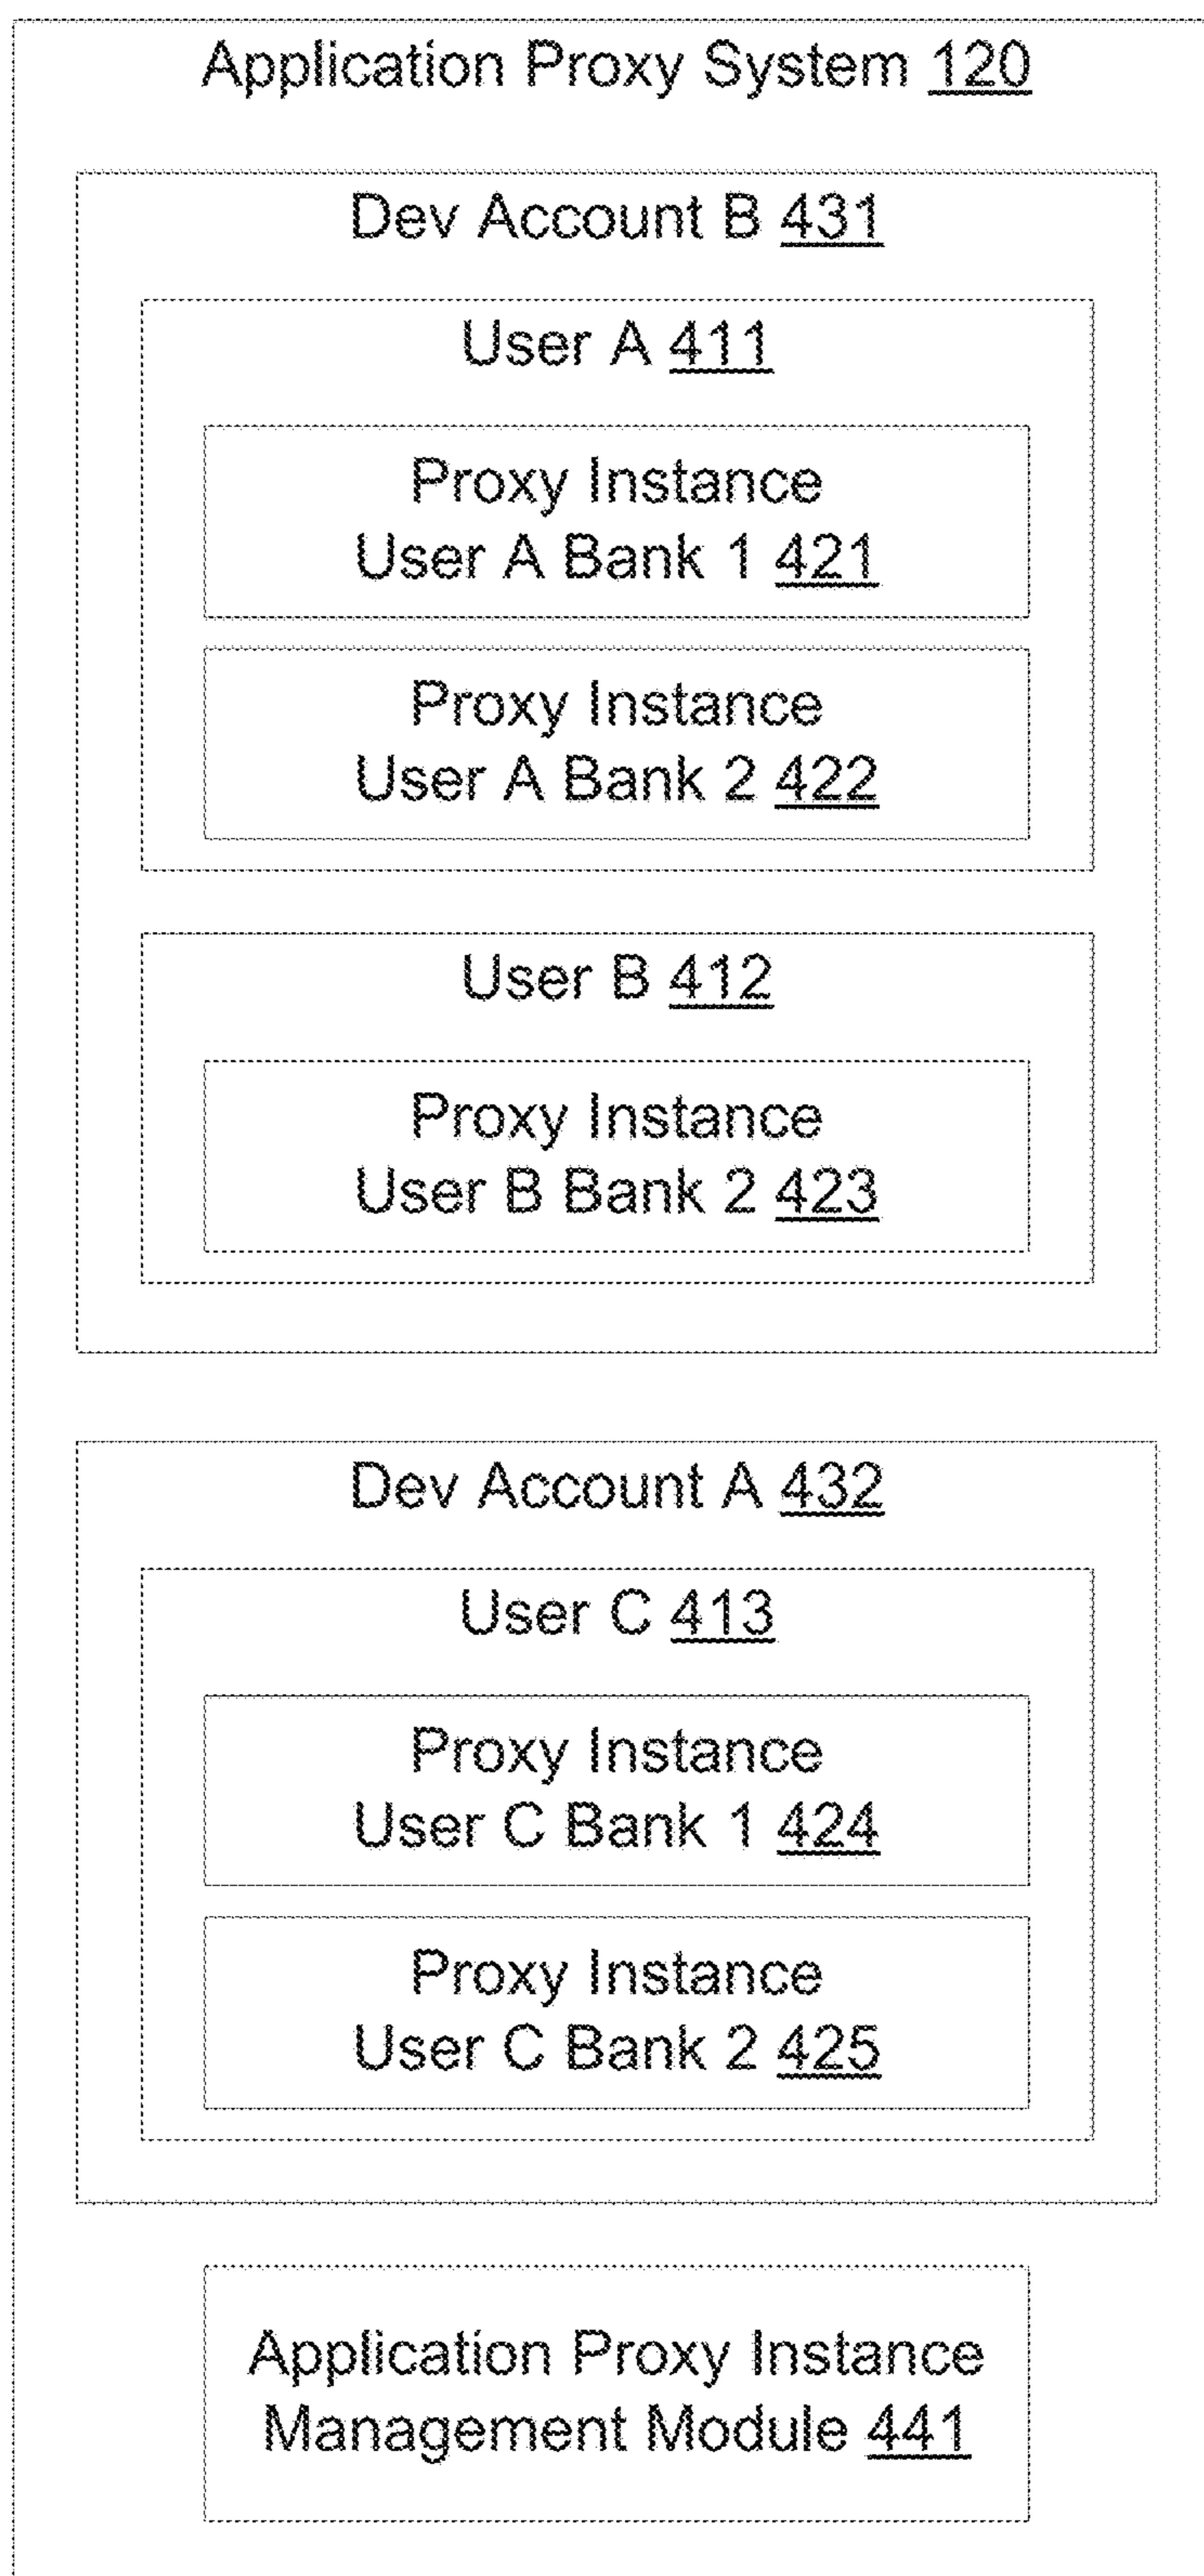 Application Proxy System 120
Dev Account B 431
User A 411
Proxy Instance
User A Bank 1 421
Proxy Instance
User A Bank 2 422
User B 412
Proxy Instance
User B Bank 2 423
Dev Account A 432
User C 413
Proxy Instance
User C Bank 1 424
Proxy Instance
User C Bank 2 425
Application Proxy Instance
Management Module 441